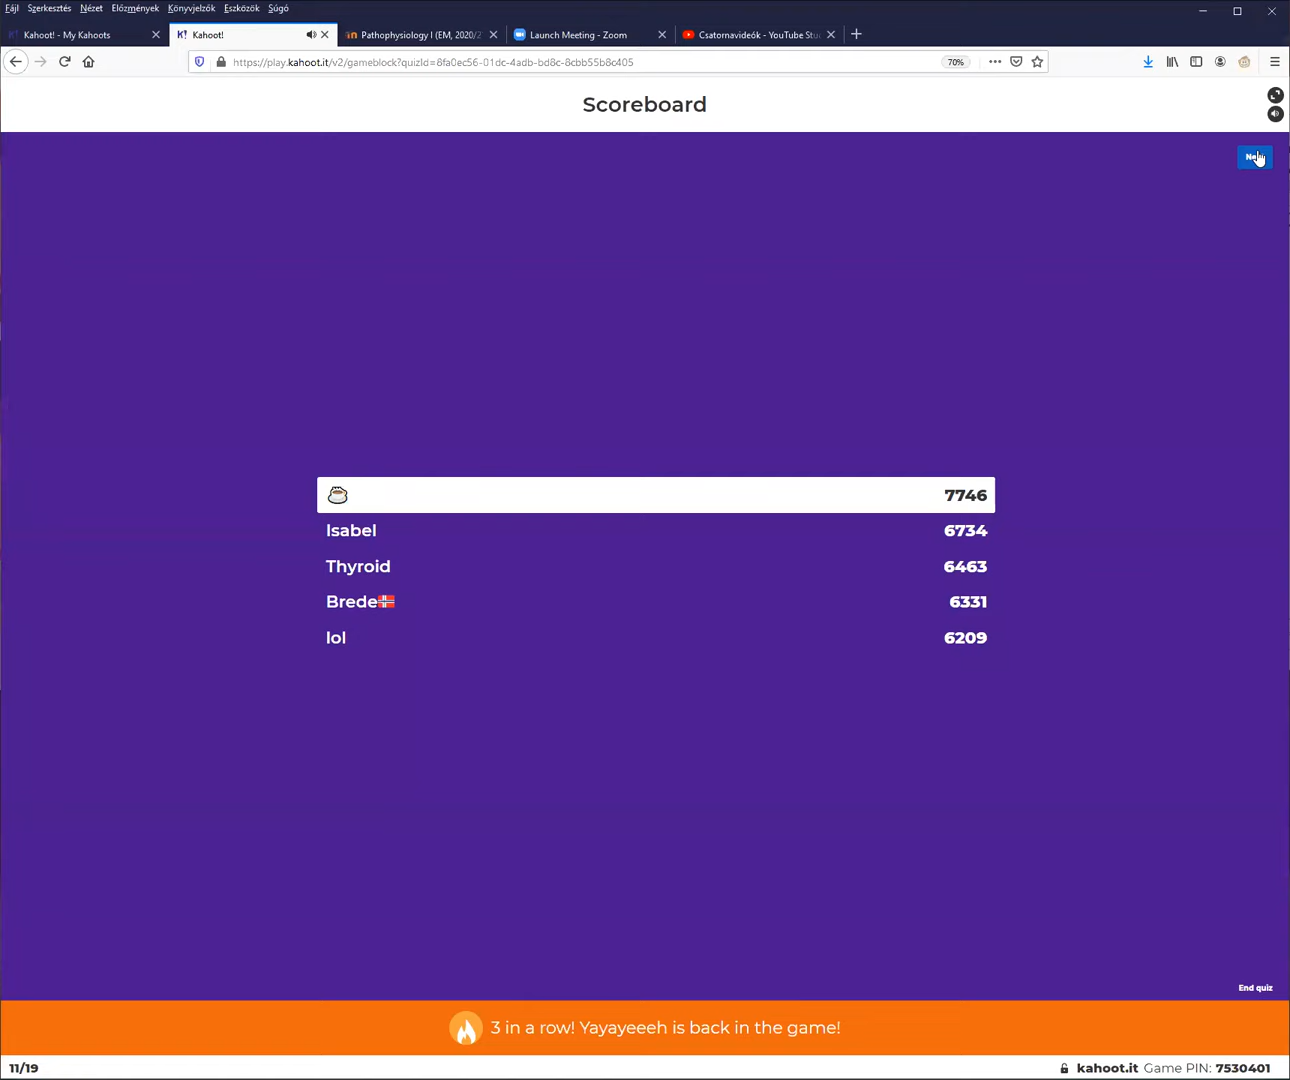 Fájl Szerkesztés Nézet Előzmények Könyvjelzők Eszközök Súgó
Kahoot! - My Kahoots
K! Kahoot!
Pathophysiology I (EM, 2020/2
Launch Meeting - Zoom
Csatornavideók - YouTube Stu
https://play.kahoot.it/v2/gameblock?quizId=6fa0ec56-01dc-4adb-bd8c-8cbb55b8c405
70%
Scoreboard
7746
Isabel 6734
Thyroid 6463
Brede 6331
lol 6209
End quiz
3 in a row! Yayayeeeh is back in the game!
11/19
kahoot.it Game PIN: 7530401